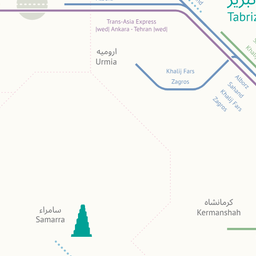 تبریز
Tabriz
Trans-Asia Express
(wed) Ankara - Tehran (wed)
ارومیه
Urmia
Khalij Fars
Zagros
Alborz
Sahand
Khalij Fars
Zagros
کرمانشاه
Kermanshah
سامراء
Samarra